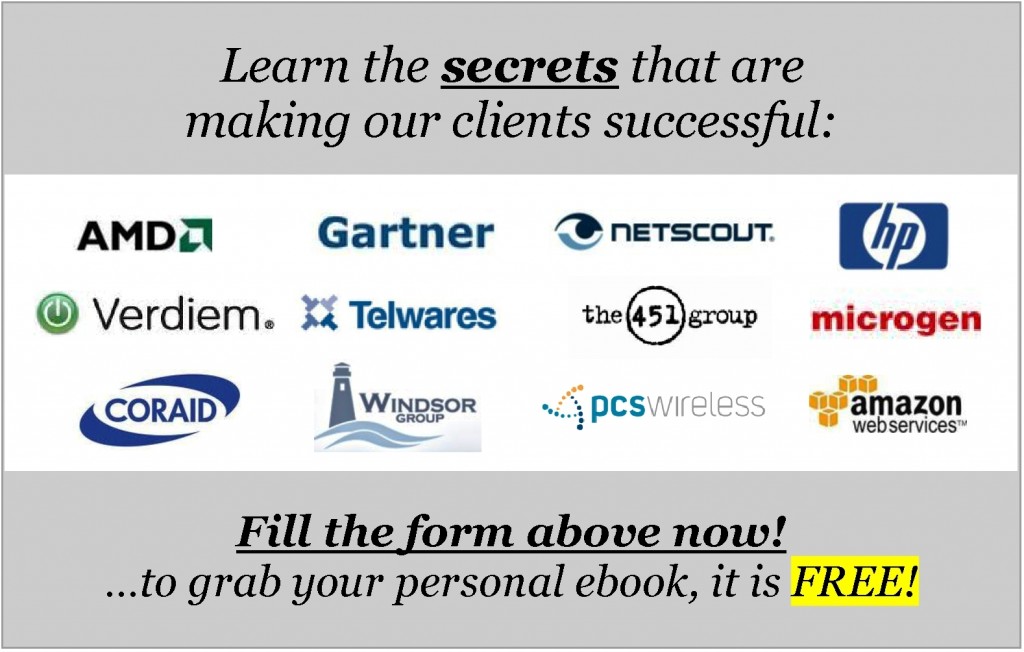 Learn the secrets that are
making our clients successful:
AMD Gartner NETSCOUT. hp
Verdiem.® Telwares the 451 group microgen
CORAID WINDSOR GROUP pcswireless amazon webservices™
Fill the form above now!
...to grab your personal ebook, it is FREE!